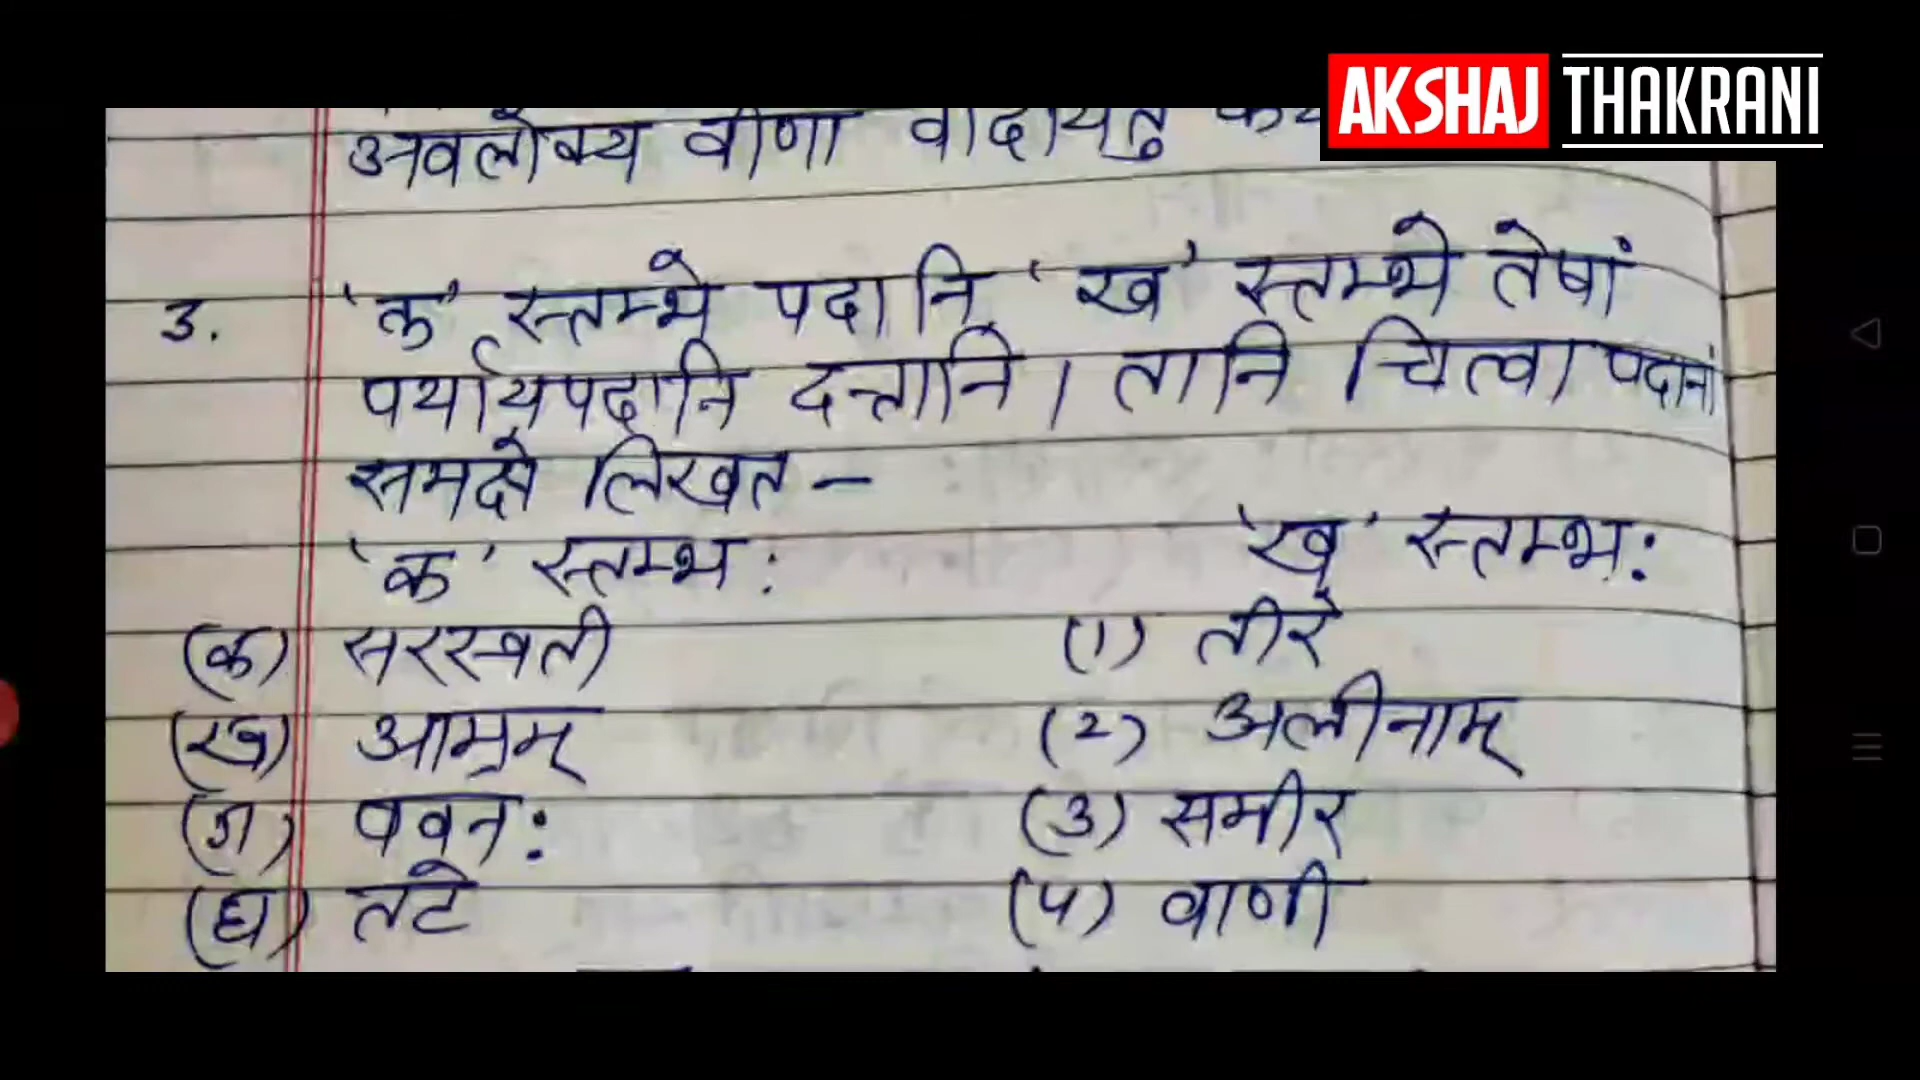 AKSHAJ THAKRANI
अवलोक्य वीणां वादयितु
3. 'क' स्तम्भे पदानि 'ख' स्तम्भे तेषां
पर्यायपदानि दत्तानि। तानि चित्वा पदानां
समक्षे लिखत –
'क' स्तम्भ: 'ख' स्तम्भ:
(क) सरस्वती (1) तीरे
(ख) आम्रम् (2) अलीनाम्
(ग) पवन: (3) समीर
(घ) तटे (4) वाणी